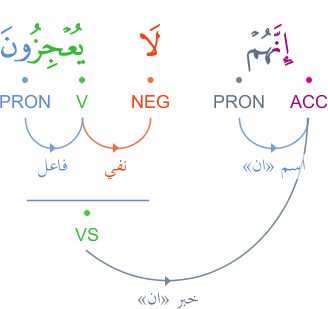 إِنَّهُمْ لَا يُعْجِزُونَ
ACC PRON NEG V PRON
اسم «ان» نفي فاعل
VS
خبر «ان»